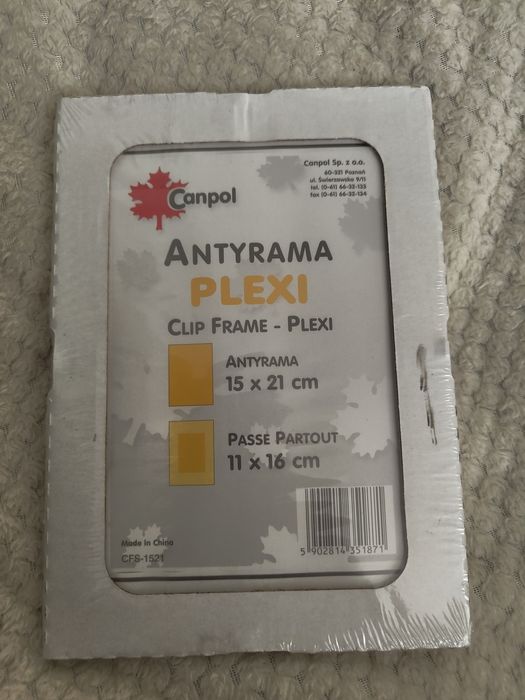 Canpol
Canpol Sp. z o.o.
60-321 Poznań
ul. Świerzawska 9/11
tel. (0-61) 66-32-133
fax (0-61) 66-32-134
ANTYRAMA
PLEXI
CLIP FRAME - PLEXI
ANTYRAMA
15 x 21 cm
PASSE PARTOUT
11 x 16 cm
Made In China
CFS-1521
5 902814 351871